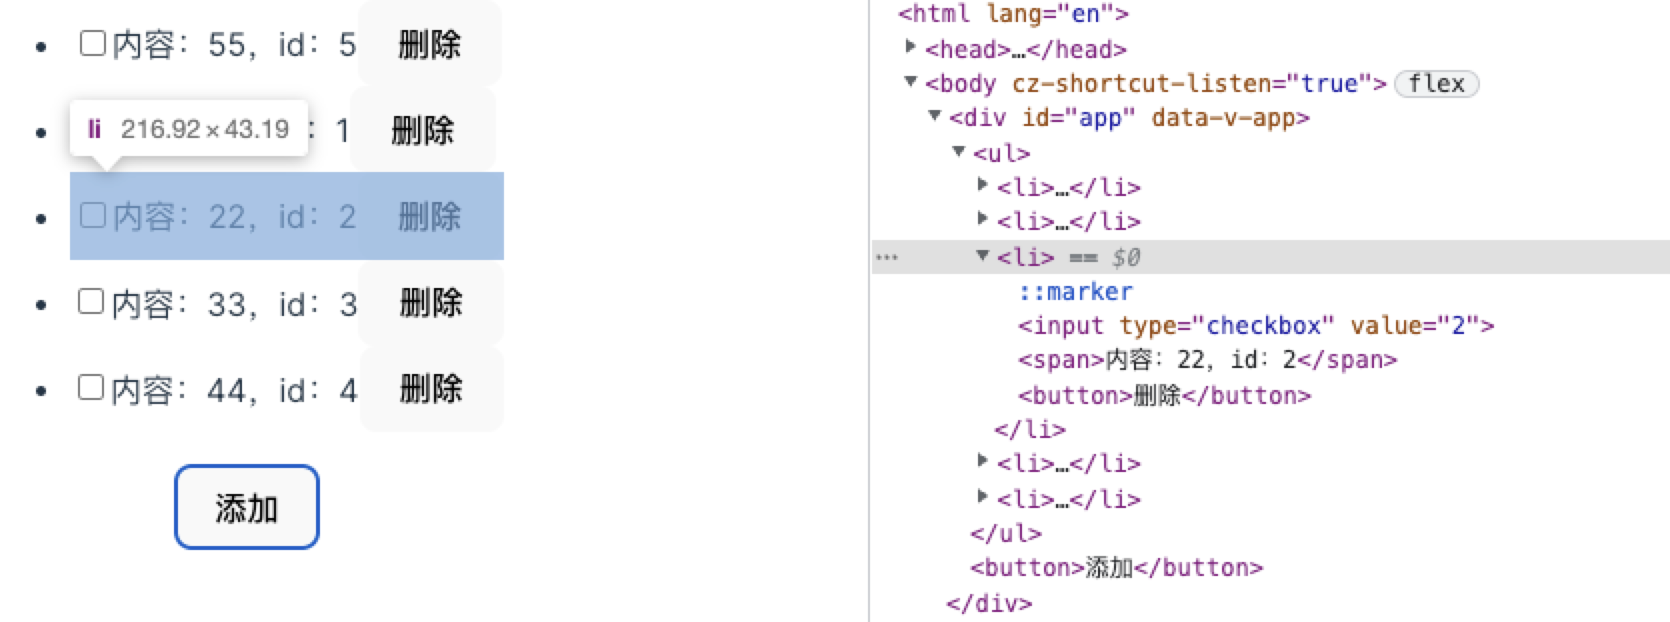 内容：55，id：5 删除
li 216.92×43.19 ：1 删除
内容：22，id：2 删除
内容：33，id：3 删除
内容：44，id：4 删除
添加
<html lang="en">
<head>…</head>
<body cz-shortcut-listen="true"> flex
<div id="app" data-v-app>
<ul>
<li>…</li>
<li>…</li>
… <li> == $0
::marker
<input type="checkbox" value="2">
<span>内容：22，id：2</span>
<button>删除</button>
</li>
<li>…</li>
<li>…</li>
</ul>
<button>添加</button>
</div>